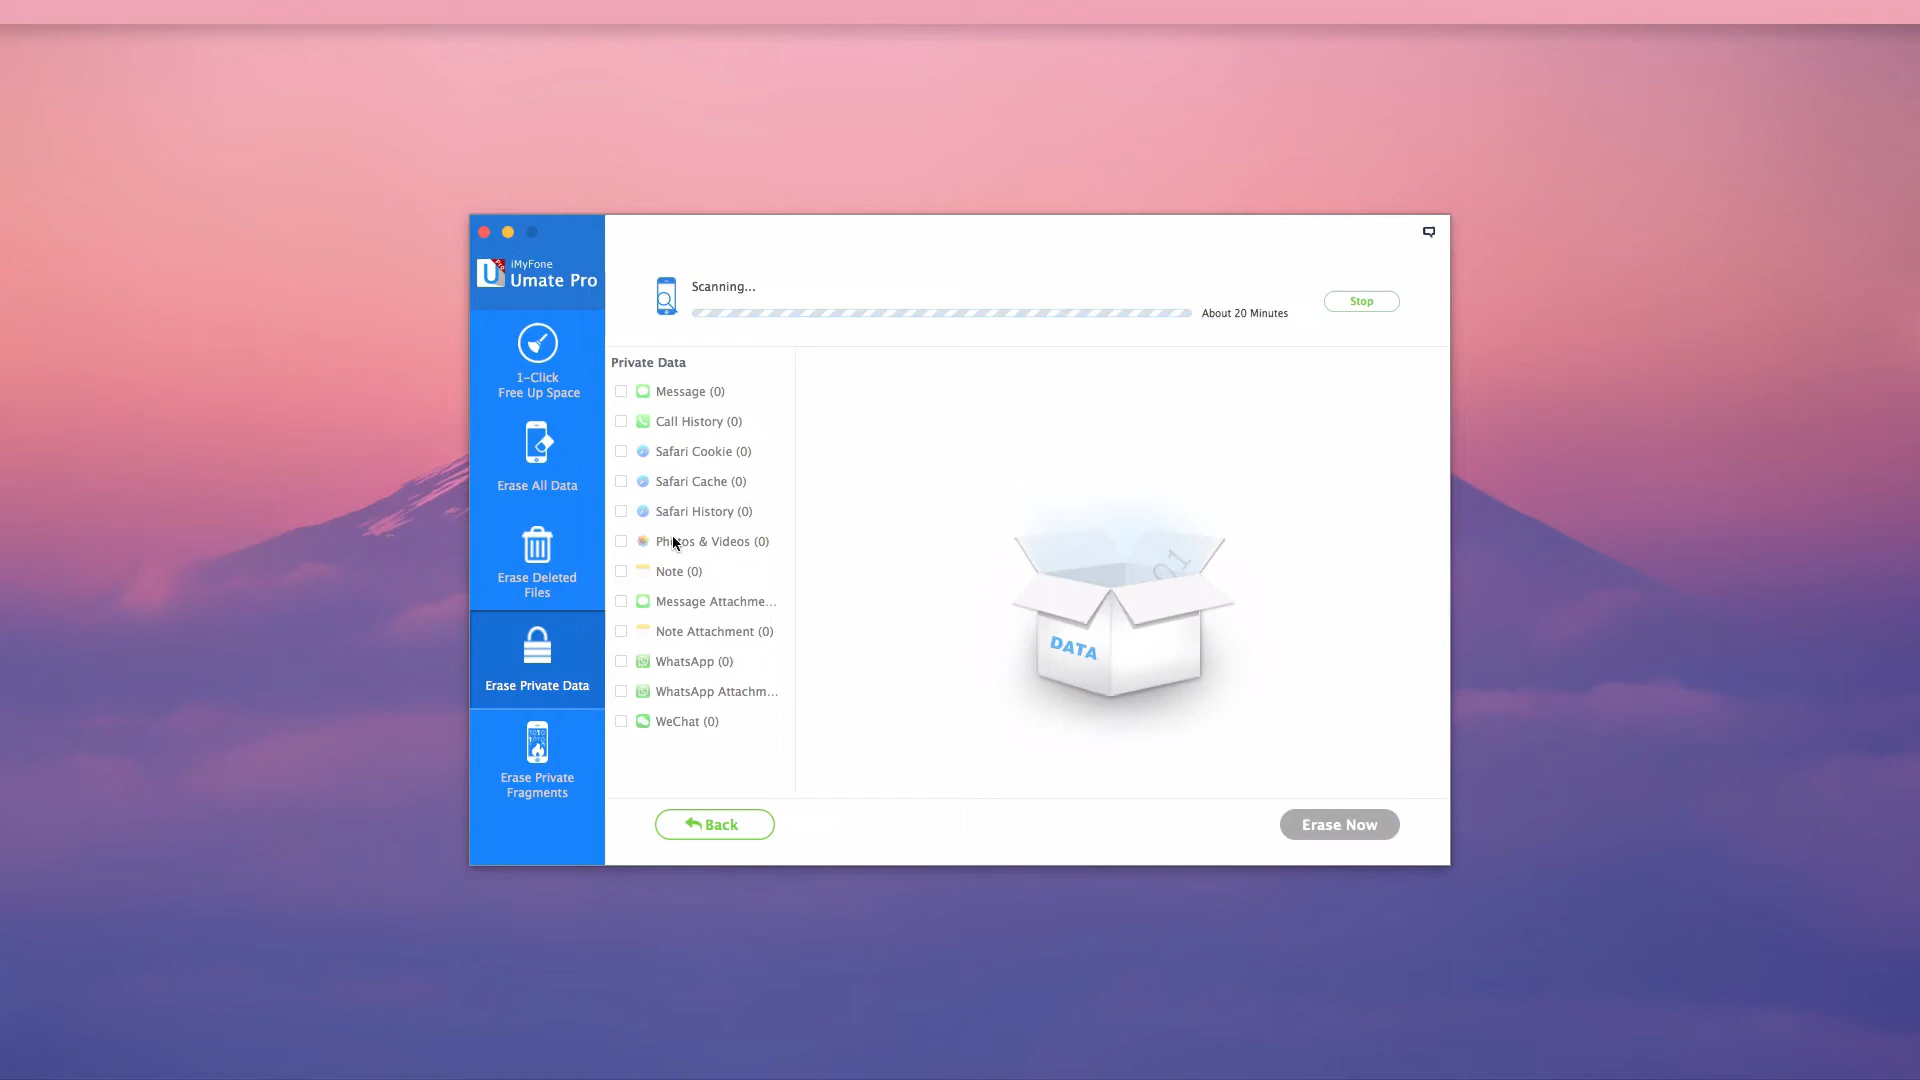 iMyFone
Umate Pro
1-Click
Free Up Space
Erase All Data
Erase Deleted
Files
Erase Private Data
Erase Private
Fragments
Scanning...
About 20 Minutes
Stop
Private Data
Message (0)
Call History (0)
Safari Cookie (0)
Safari Cache (0)
Safari History (0)
Photos & Videos (0)
Note (0)
Message Attachme...
Note Attachment (0)
WhatsApp (0)
WhatsApp Attachm...
WeChat (0)
DATA
Back
Erase Now